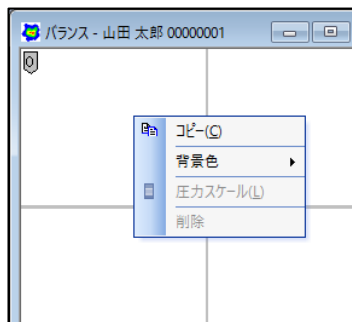 バランス - 山田 太郎 00000001
0
コピー(C)
背景色
圧力スケール(L)
削除